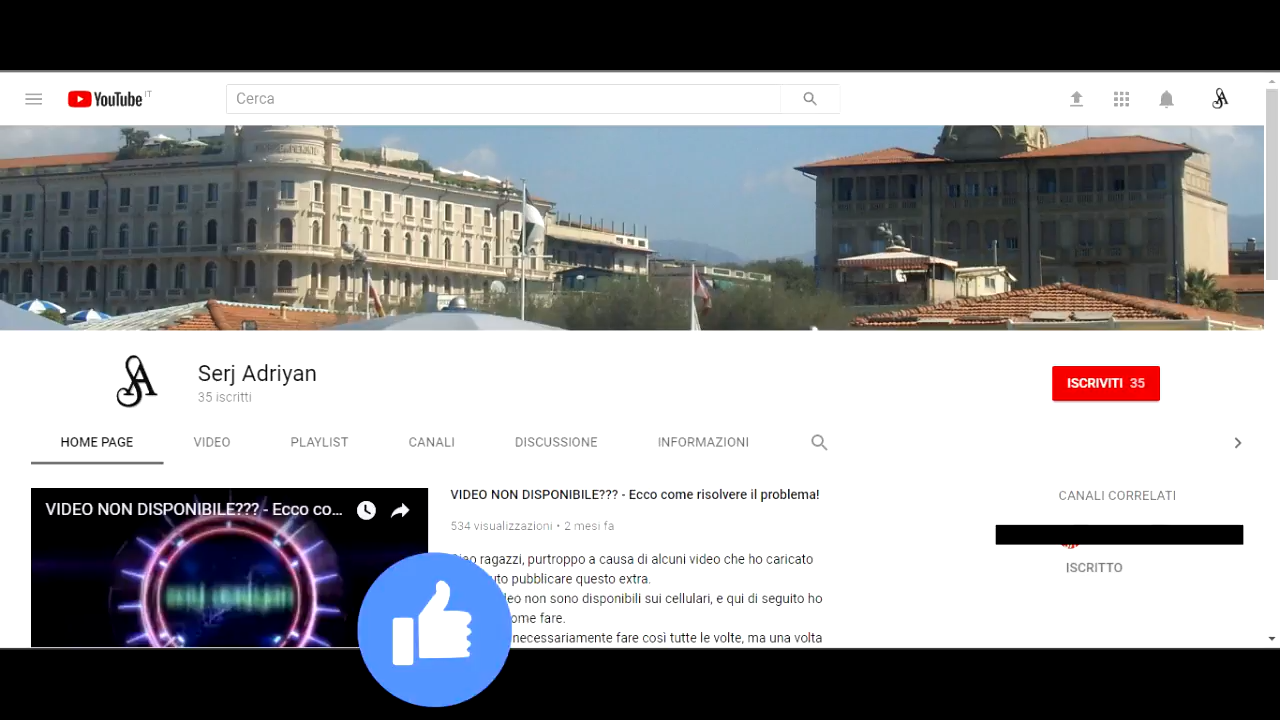 YouTube IT
Cerca
Serj Adriyan
35 iscritti
ISCRIVITI 35
HOME PAGE VIDEO PLAYLIST CANALI DISCUSSIONE INFORMAZIONI
VIDEO NON DISPONIBILE??? - Ecco co...
VIDEO NON DISPONIBILE??? - Ecco come risolvere il problema!
534 visualizzazioni • 2 mesi fa
ragazzi, purtroppo a causa di alcuni video che ho caricato
pubblicare questo extra.
non sono disponibili sui cellulari, e qui di seguito ho
come fare.
necessariamente fare così tutte le volte, ma una volta
CANALI CORRELATI
ISCRITTO